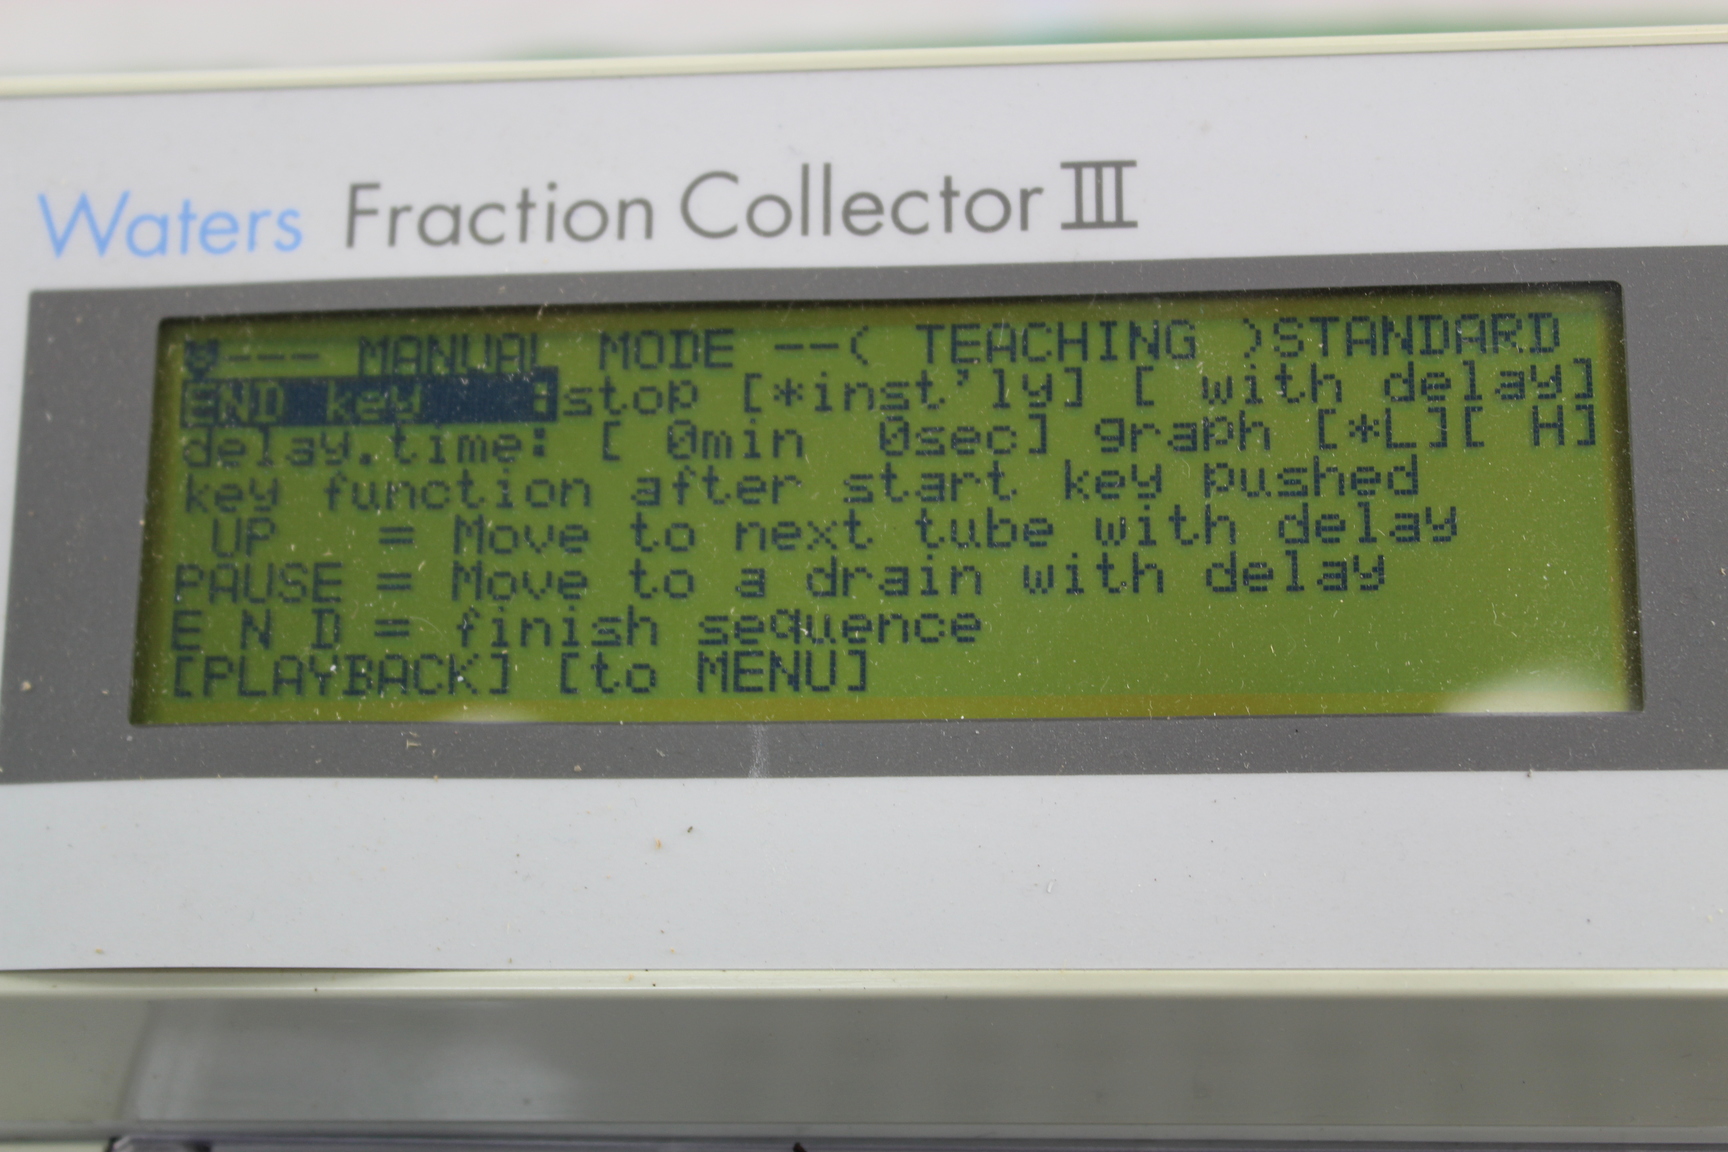 Waters Fraction Collector III
--- MANUAL MODE --( TEACHING )STANDARD
END key :stop [*inst'ly] [ with delay]
delay.time: [ 0min 0sec] graph [*L][ H]
key function after start key pushed
UP = Move to next tube with delay
PAUSE = Move to a drain with delay
E N D = finish sequence
[PLAYBACK] [to MENU]